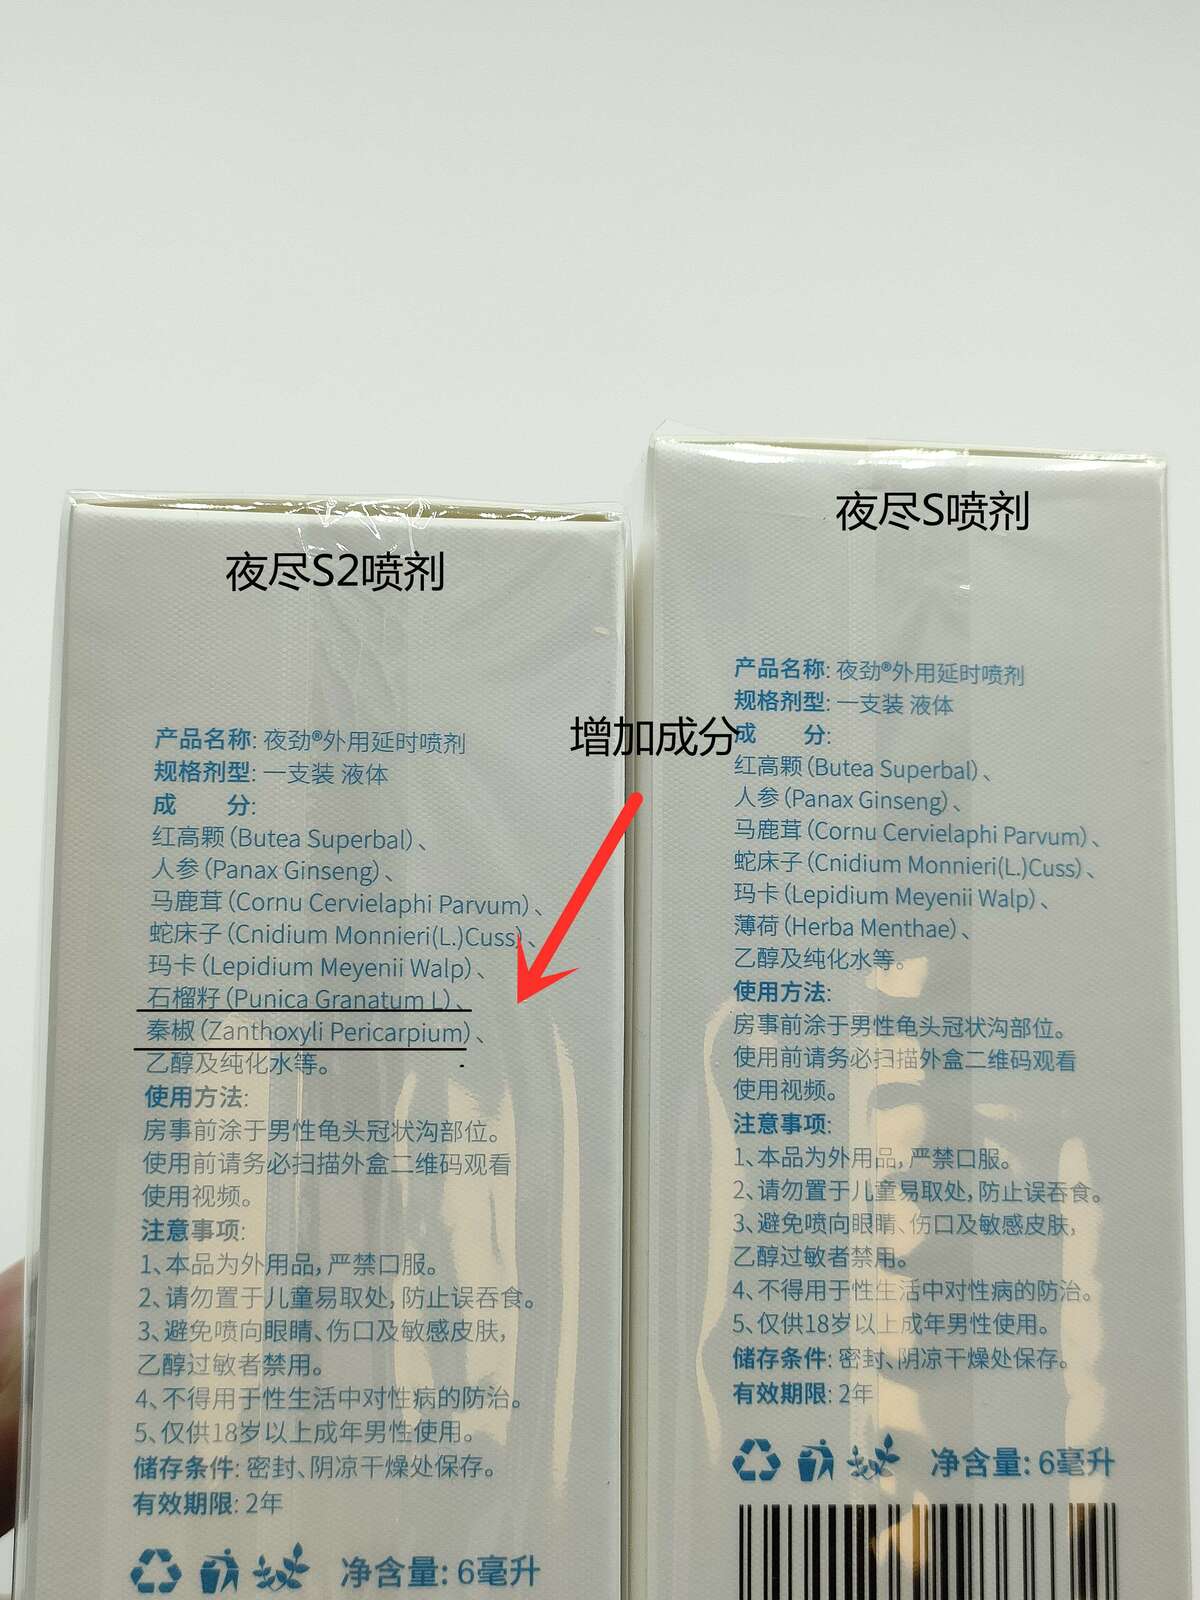 夜尽S2喷剂
产品名称: 夜劲®外用延时喷剂
规格剂型: 一支装 液体
成 分:
红高颗(Butea Superbal)、
人参(Panax Ginseng)、
马鹿茸(Cornu Cervielaphi Parvum)、
蛇床子(Cnidium Monnieri(L.)Cuss)、
玛卡(Lepidium Meyenii Walp)、
石榴籽(Punica Granatum L)、
秦椒(Zanthoxyli Pericarpium)、
乙醇及纯化水等。
使用方法:
房事前涂于男性龟头冠状沟部位。
使用前请务必扫描外盒二维码观看
使用视频。
注意事项:
1、本品为外用品,严禁口服。
2、请勿置于儿童易取处,防止误吞食。
3、避免喷向眼睛、伤口及敏感皮肤,
乙醇过敏者禁用。
4、不得用于性生活中对性病的防治。
5、仅供18岁以上成年男性使用。
储存条件: 密封、阴凉干燥处保存。
有效期限: 2年
净含量: 6毫升
增加成分
夜尽S喷剂
产品名称: 夜劲®外用延时喷剂
规格剂型: 一支装 液体
成 分:
红高颗(Butea Superbal)、
人参(Panax Ginseng)、
马鹿茸(Cornu Cervielaphi Parvum)、
蛇床子(Cnidium Monnieri(L.)Cuss)、
玛卡(Lepidium Meyenii Walp)、
薄荷(Herba Menthae)、
乙醇及纯化水等。
使用方法:
房事前涂于男性龟头冠状沟部位。
使用前请务必扫描外盒二维码观看
使用视频。
注意事项:
1、本品为外用品,严禁口服。
2、请勿置于儿童易取处,防止误吞食。
3、避免喷向眼睛、伤口及敏感皮肤,
乙醇过敏者禁用。
4、不得用于性生活中对性病的防治。
5、仅供18岁以上成年男性使用。
储存条件: 密封、阴凉干燥处保存。
有效期限: 2年
净含量: 6毫升